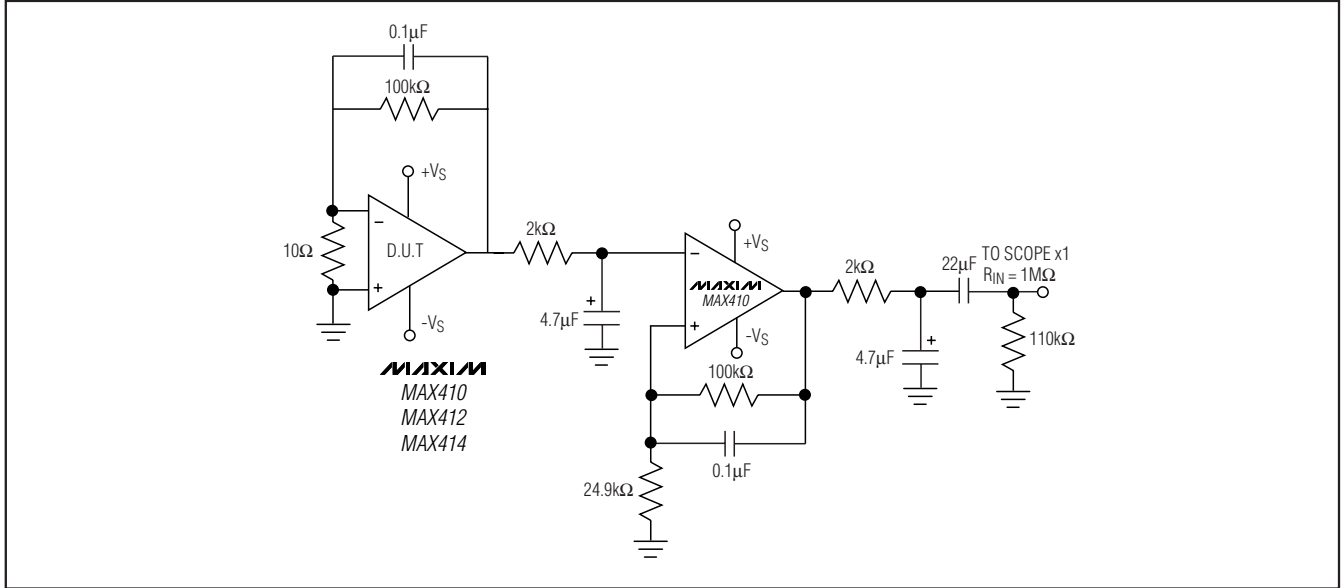 0.1µF
100kΩ
+VS
10Ω
−
D.U.T
+
-VS
MAXIM
MAX410
MAX412
MAX414
2kΩ
+
4.7µF
+VS
−
MAXIM
MAX410
+
-VS
100kΩ
0.1µF
24.9kΩ
2kΩ
+
4.7µF
22µF
TO SCOPE x1
RIN = 1MΩ
110kΩ